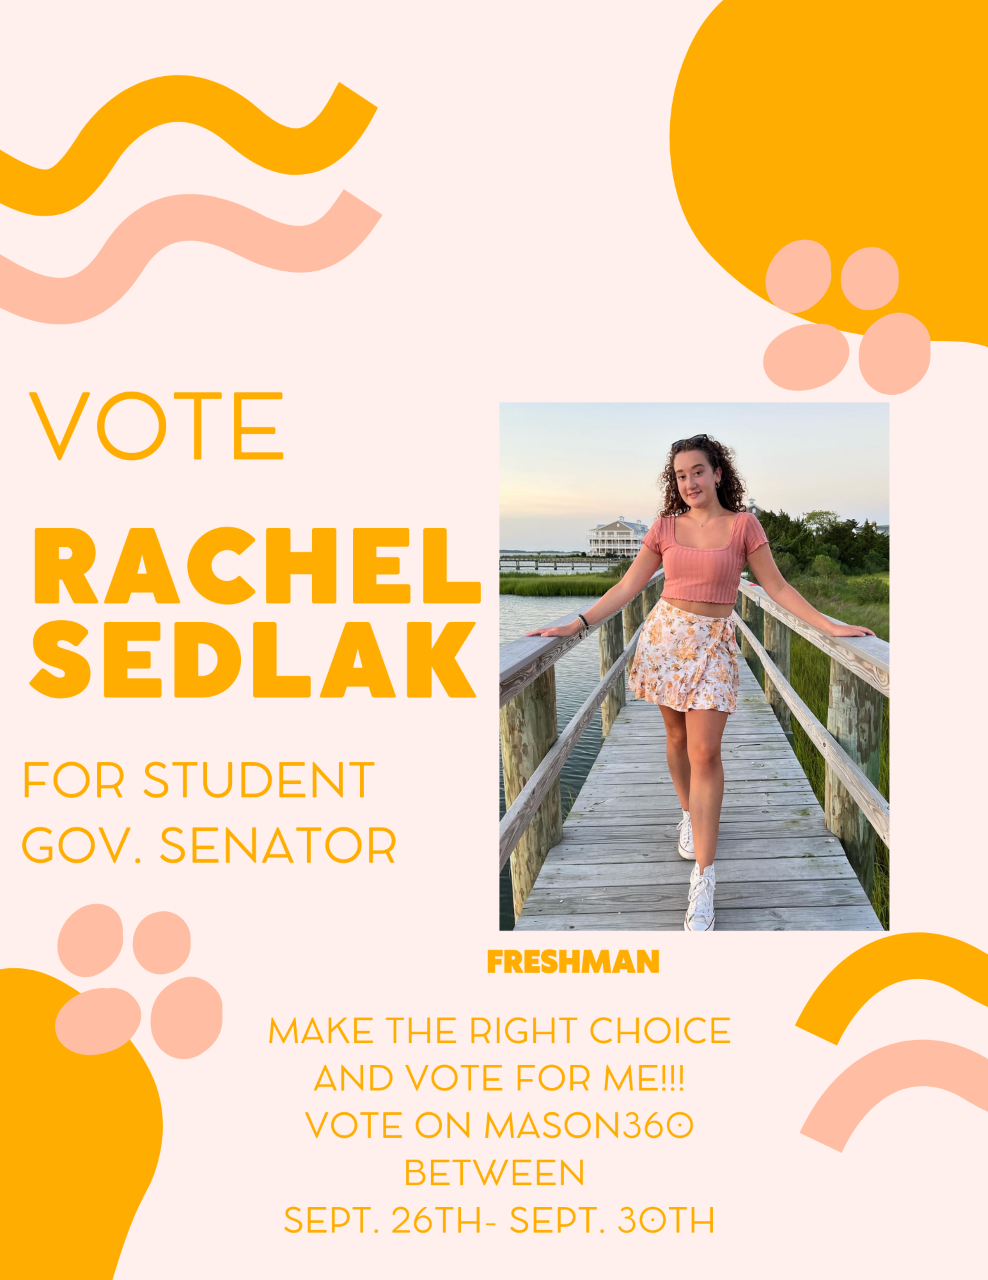 VOTE
RACHEL
SEDLAK
FOR STUDENT
GOV. SENATOR
FRESHMAN
MAKE THE RIGHT CHOICE
AND VOTE FOR ME!!!
VOTE ON MASON360
BETWEEN
SEPT. 26TH- SEPT. 30TH